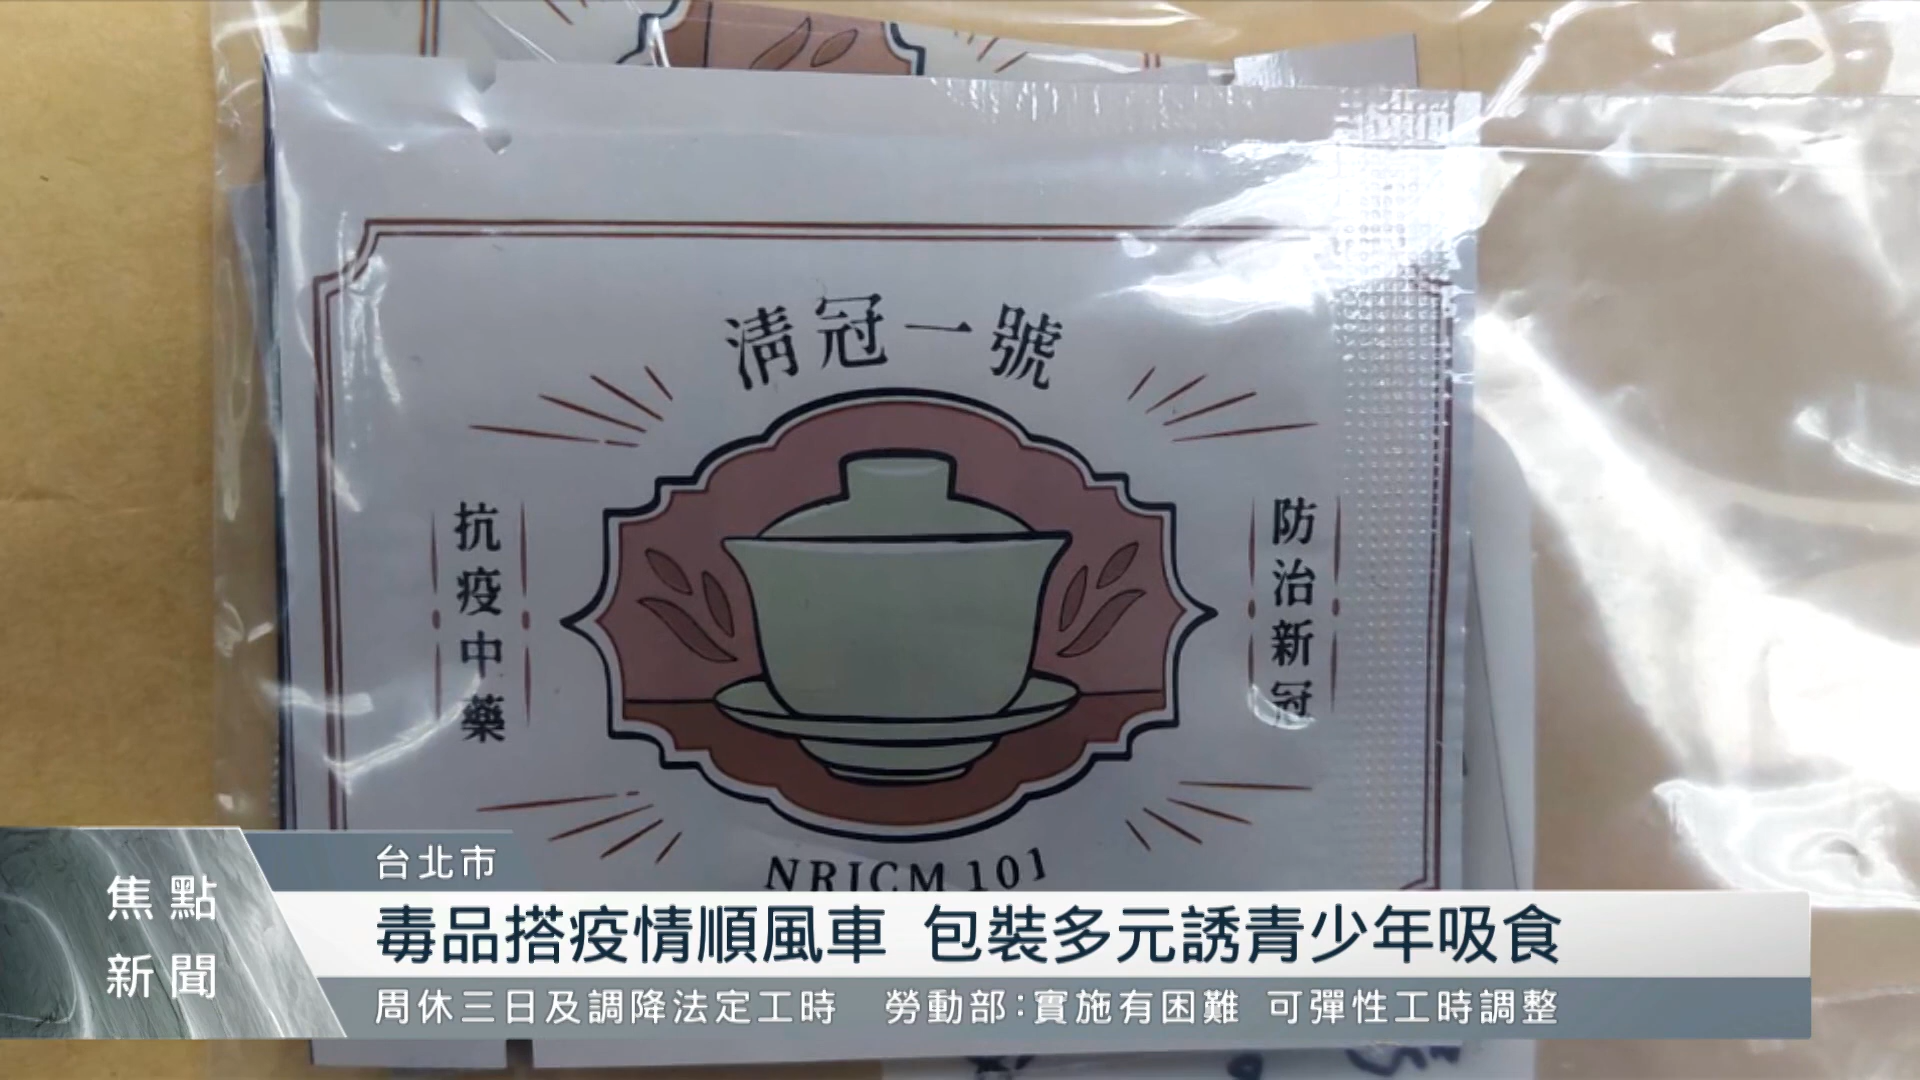 清冠一號
抗疫中藥
防治新冠
NRICM 101
台北市
焦點
新聞
毒品搭疫情順風車 包裝多元誘青少年吸食
周休三日及調降法定工時 勞動部:實施有困難 可彈性工時調整